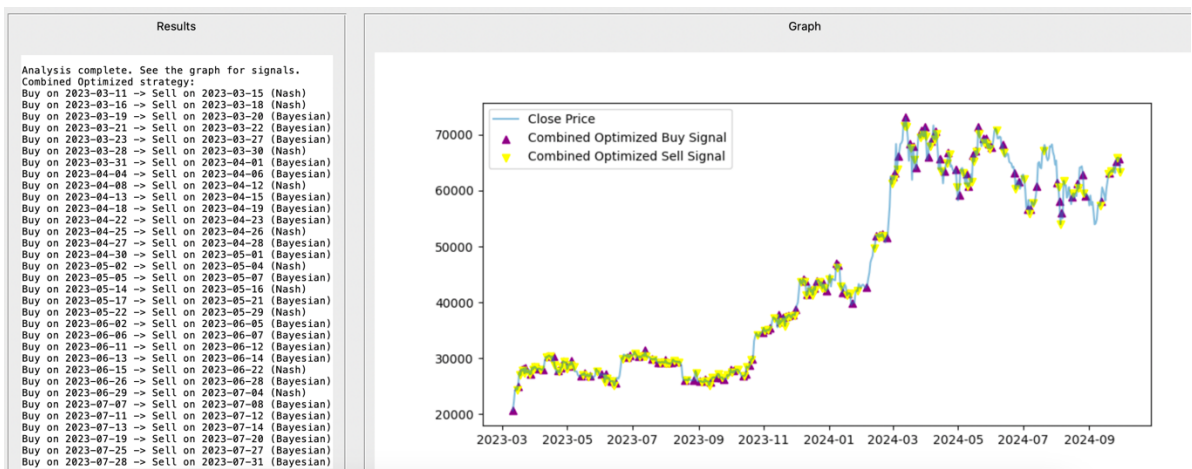 Results
Analysis complete. See the graph for signals.
Combined Optimized strategy:
Buy on 2023-03-11 -> Sell on 2023-03-15 (Nash)
Buy on 2023-03-16 -> Sell on 2023-03-18 (Nash)
Buy on 2023-03-19 -> Sell on 2023-03-20 (Bayesian)
Buy on 2023-03-21 -> Sell on 2023-03-22 (Bayesian)
Buy on 2023-03-23 -> Sell on 2023-03-27 (Bayesian)
Buy on 2023-03-28 -> Sell on 2023-03-30 (Nash)
Buy on 2023-03-31 -> Sell on 2023-04-01 (Bayesian)
Buy on 2023-04-04 -> Sell on 2023-04-06 (Bayesian)
Buy on 2023-04-08 -> Sell on 2023-04-12 (Nash)
Buy on 2023-04-13 -> Sell on 2023-04-15 (Bayesian)
Buy on 2023-04-18 -> Sell on 2023-04-19 (Bayesian)
Buy on 2023-04-22 -> Sell on 2023-04-23 (Bayesian)
Buy on 2023-04-25 -> Sell on 2023-04-26 (Nash)
Buy on 2023-04-27 -> Sell on 2023-04-28 (Bayesian)
Buy on 2023-04-30 -> Sell on 2023-05-01 (Bayesian)
Buy on 2023-05-02 -> Sell on 2023-05-04 (Nash)
Buy on 2023-05-05 -> Sell on 2023-05-07 (Bayesian)
Buy on 2023-05-14 -> Sell on 2023-05-16 (Nash)
Buy on 2023-05-17 -> Sell on 2023-05-21 (Bayesian)
Buy on 2023-05-22 -> Sell on 2023-05-29 (Nash)
Buy on 2023-06-02 -> Sell on 2023-06-05 (Bayesian)
Buy on 2023-06-06 -> Sell on 2023-06-07 (Bayesian)
Buy on 2023-06-11 -> Sell on 2023-06-12 (Bayesian)
Buy on 2023-06-13 -> Sell on 2023-06-14 (Bayesian)
Buy on 2023-06-15 -> Sell on 2023-06-22 (Nash)
Buy on 2023-06-26 -> Sell on 2023-06-28 (Bayesian)
Buy on 2023-06-29 -> Sell on 2023-07-04 (Nash)
Buy on 2023-07-07 -> Sell on 2023-07-08 (Bayesian)
Buy on 2023-07-11 -> Sell on 2023-07-12 (Bayesian)
Buy on 2023-07-13 -> Sell on 2023-07-14 (Bayesian)
Buy on 2023-07-19 -> Sell on 2023-07-20 (Bayesian)
Buy on 2023-07-25 -> Sell on 2023-07-27 (Bayesian)
Buy on 2023-07-28 -> Sell on 2023-07-31 (Bayesian)
Graph
Close Price
Combined Optimized Buy Signal
Combined Optimized Sell Signal
70000
60000
50000
40000
30000
20000
2023-03 2023-05 2023-07 2023-09 2023-11 2024-01 2024-03 2024-05 2024-07 2024-09